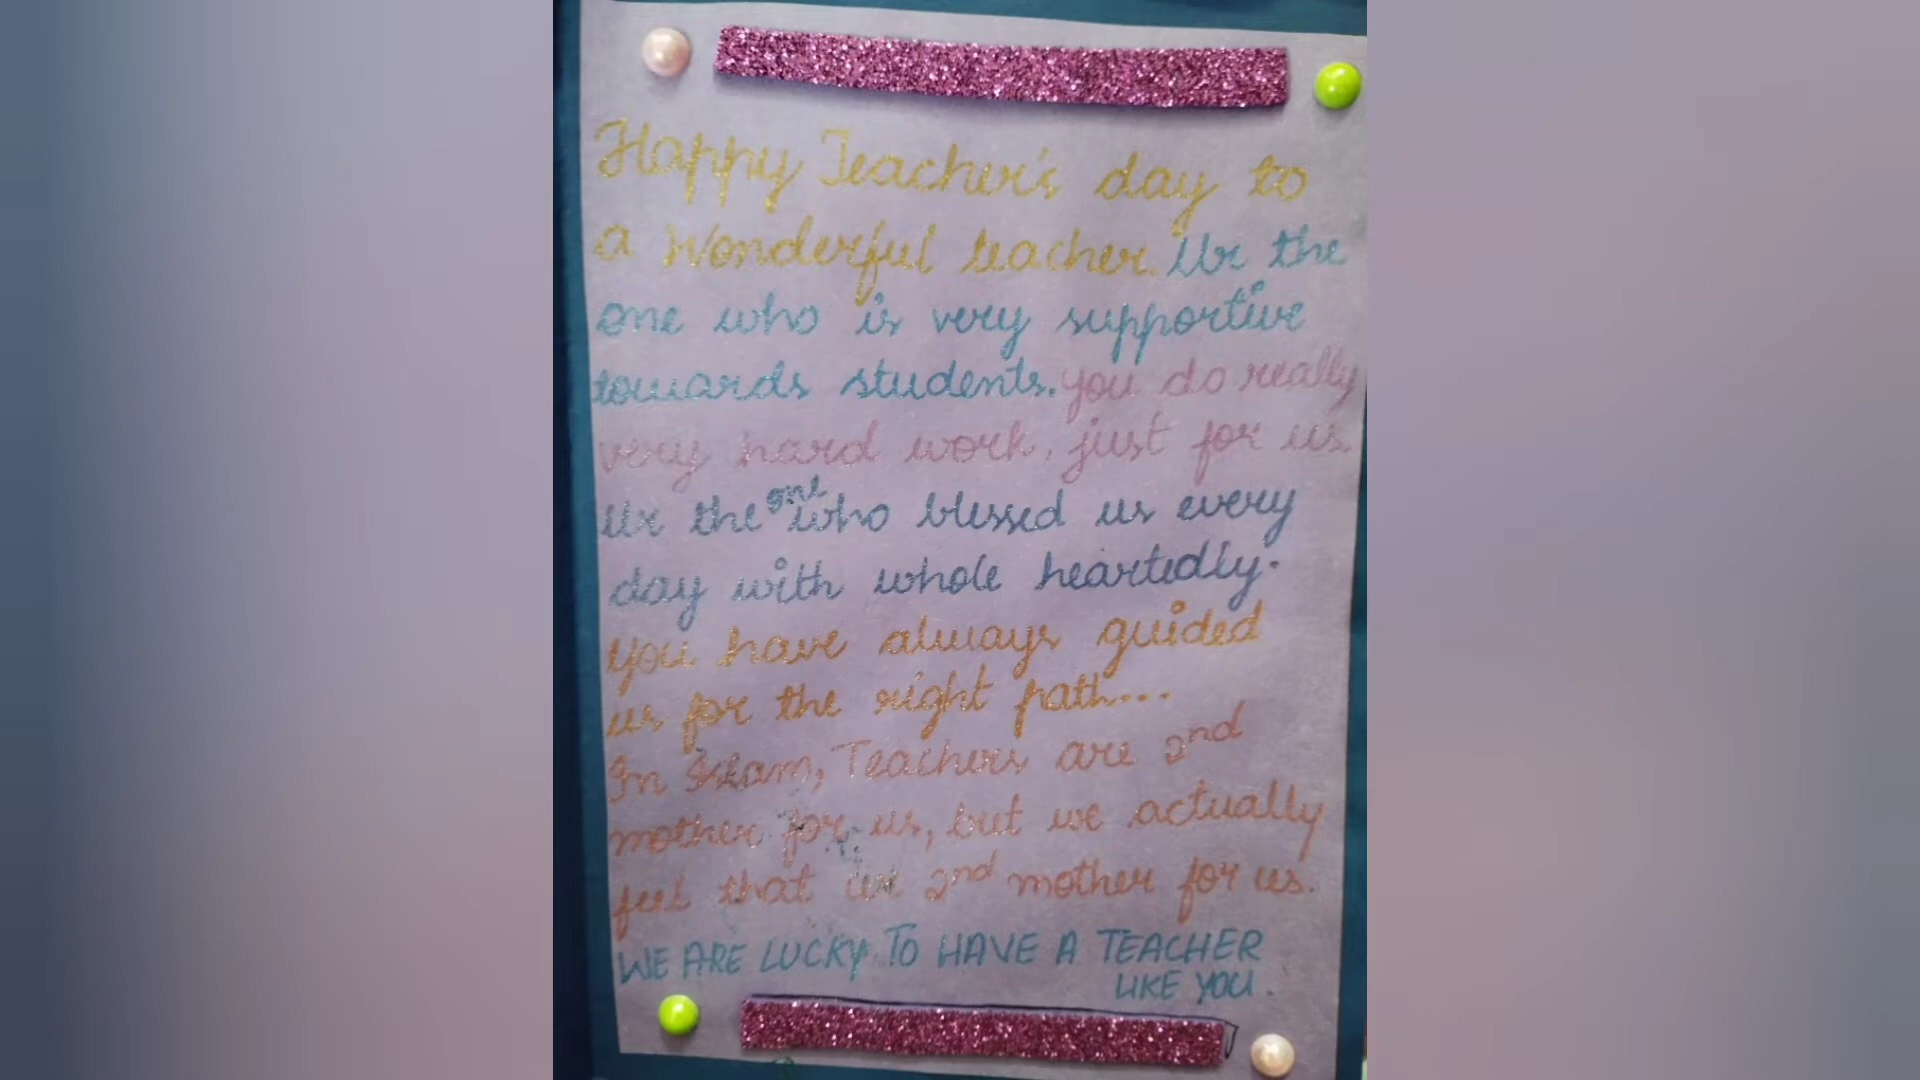 Happy Teacher's day to
a Wonderful teacher. Ur the
one who is very supportive
towards students. You do really
very hard work, just for us.
Ur the one who blessed us every
day with whole heartedly.
You have always guided
us for the right path...
In Islam, Teachers are 2nd
mother for us, but we actually
feel that ur 2nd mother for us.
WE ARE LUCKY TO HAVE A TEACHER
LIKE YOU.